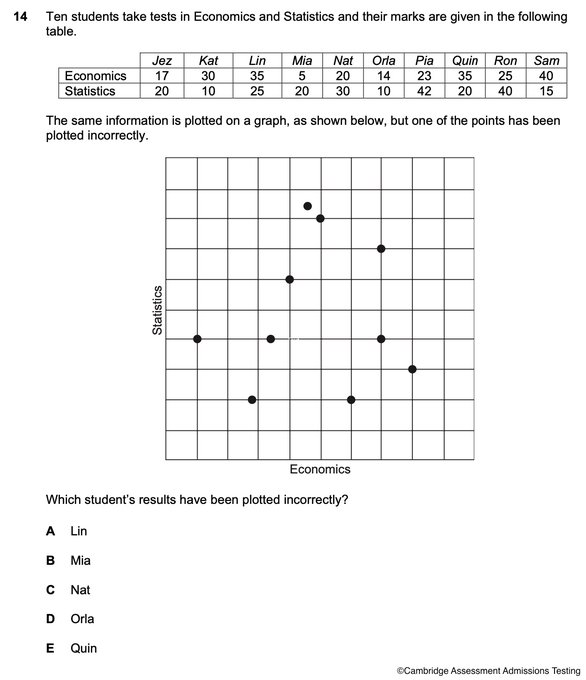 14 Ten students take tests in Economics and Statistics and their marks are given in the following
table.
Jez Kat Lin Mia Nat Orla Pia Quin Ron Sam
Economics 17 30 35 5 20 14 23 35 25 40
Statistics 20 10 25 20 30 10 42 20 40 15
The same information is plotted on a graph, as shown below, but one of the points has been
plotted incorrectly.
Statistics
Economics
Which student's results have been plotted incorrectly?
A Lin
B Mia
C Nat
D Orla
E Quin
©Cambridge Assessment Admissions Testing